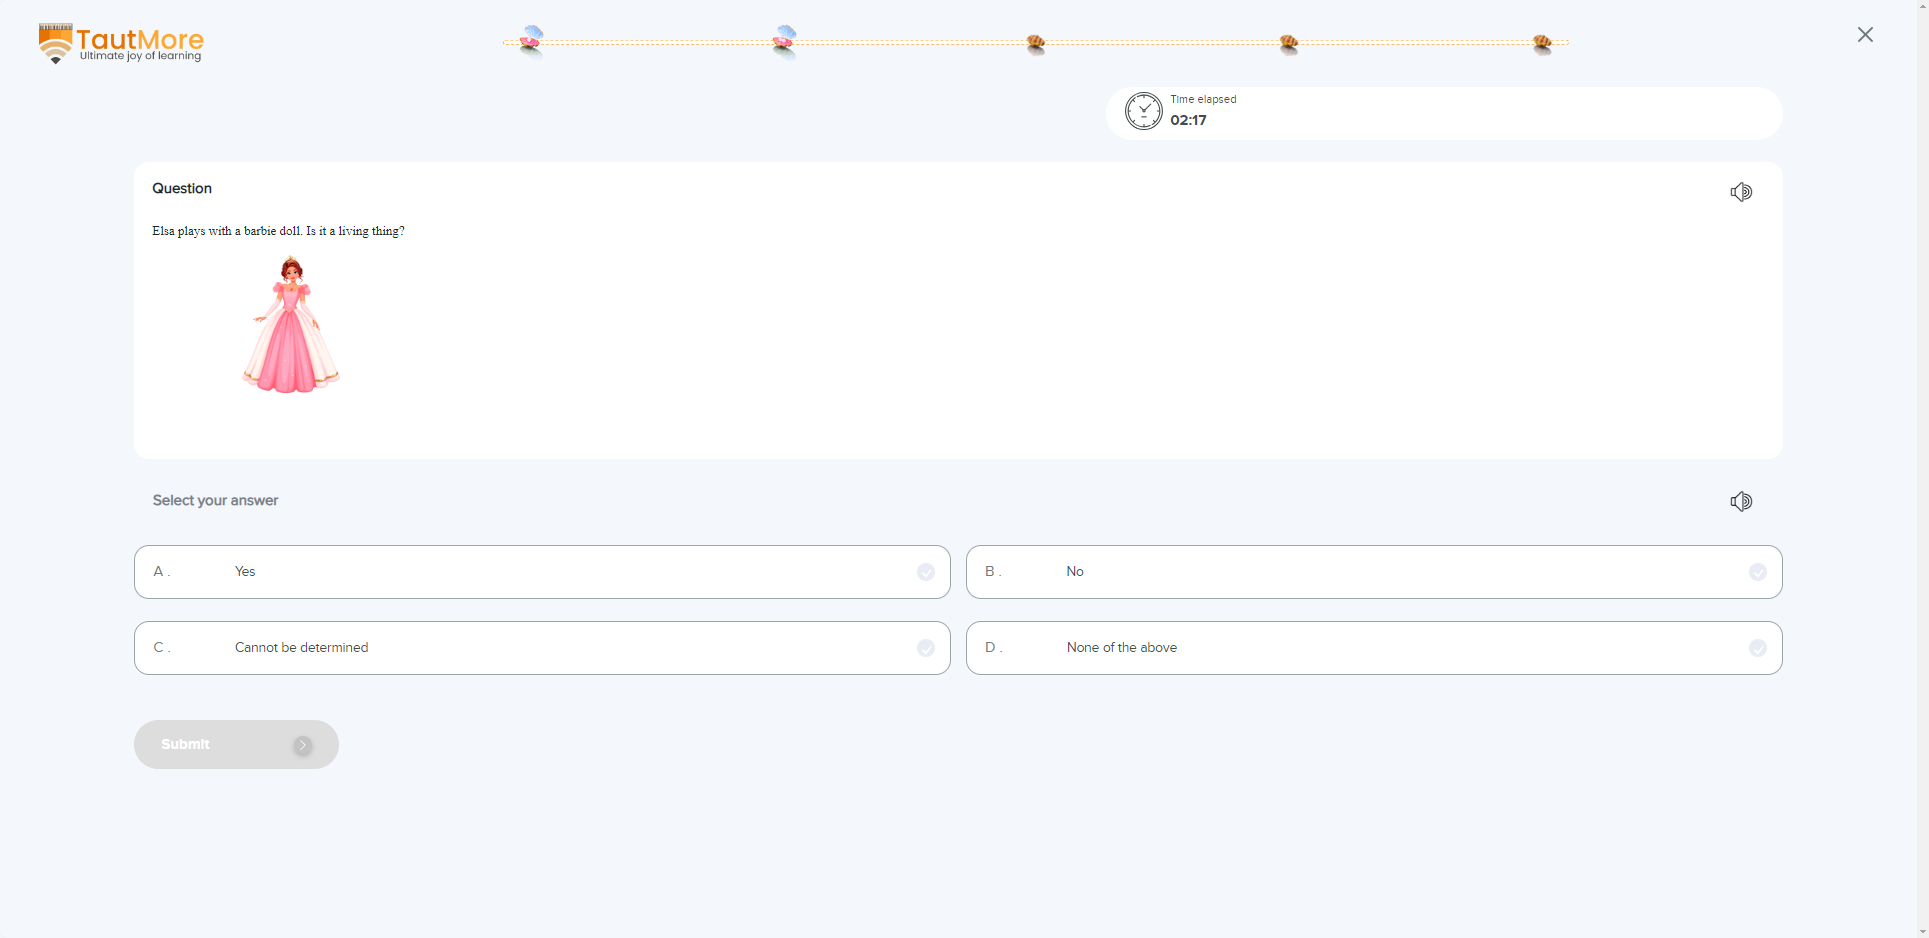 TautMore
Ultimate joy of learning
Time elapsed
02:17
Question
Elsa plays with a barbie doll. Is it a living thing?
Select your answer
A . Yes
B . No
C . Cannot be determined
D . None of the above
Submit